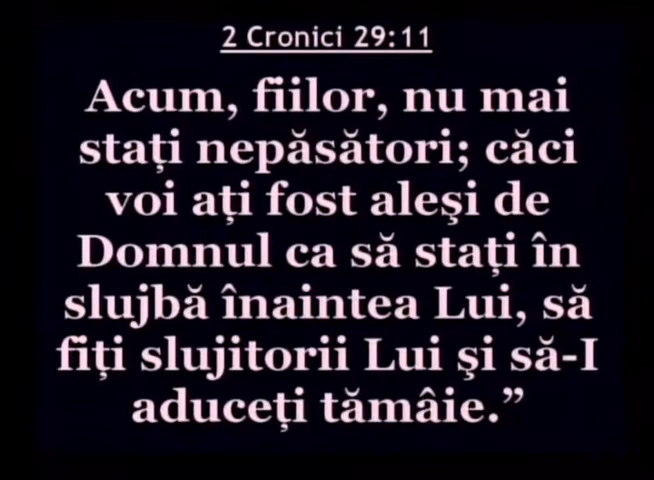 2 Cronici 29:11
Acum, fiilor, nu mai
stați nepăsători; căci
voi ați fost aleşi de
Domnul ca să stați în
slujbă înaintea Lui, să
fiți slujitorii Lui şi să-I
aduceți tămâie.”